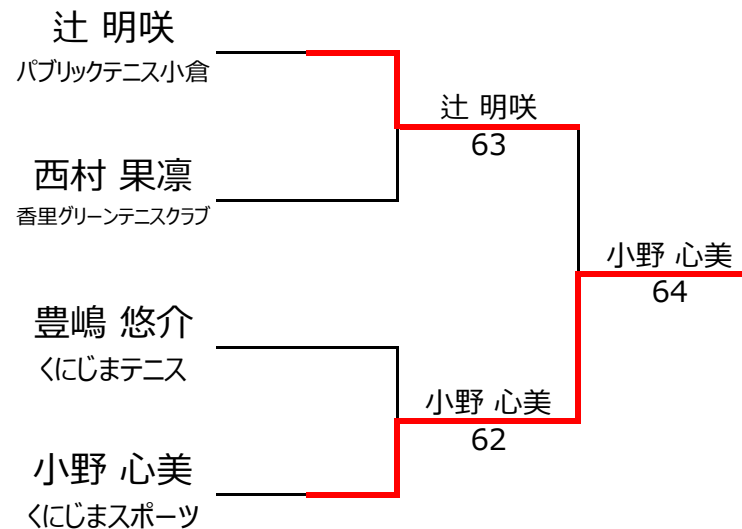 辻 明咲
パブリックテニス小倉
辻 明咲
63
西村 果凛
香里グリーンテニスクラブ
小野 心美
64
豊嶋 悠介
くにじまテニス
小野 心美
62
小野 心美
くにじまスポーツ